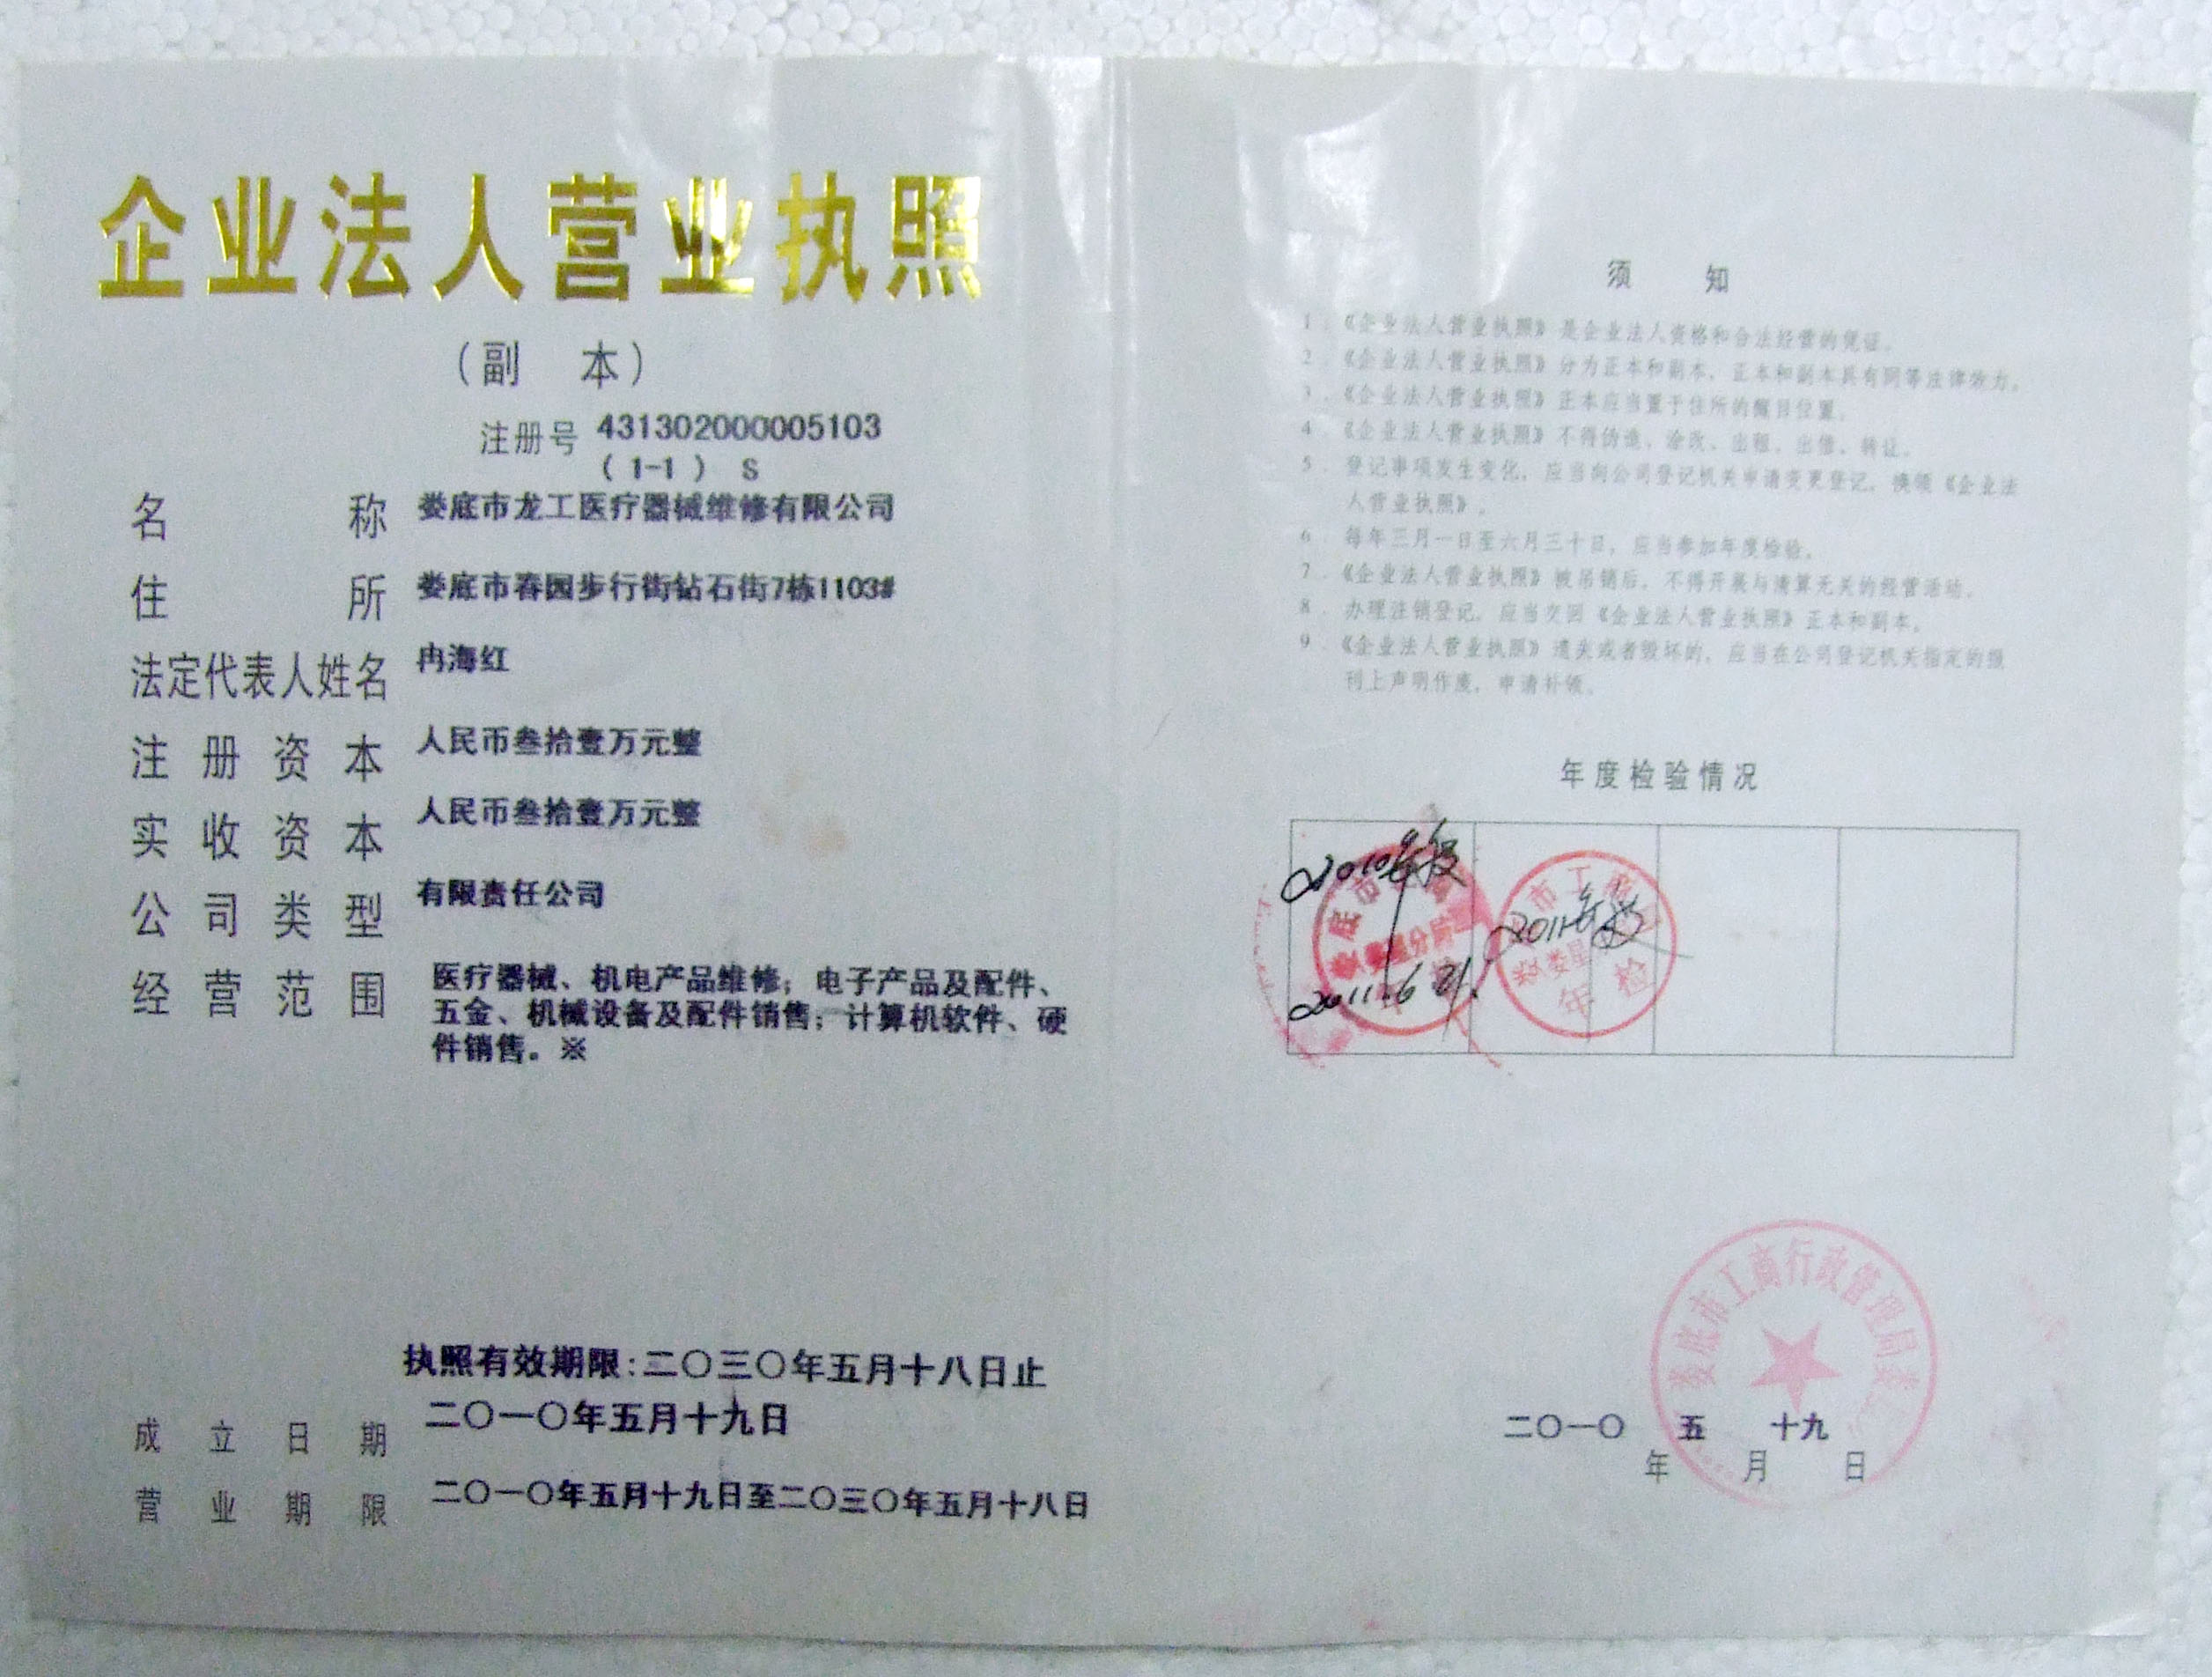 企业法人营业执照
（副 本）
注册号 431302000005103
（1-1） S
名 称 娄底市龙工医疗器械维修有限公司
住 所 娄底市春园步行街钻石街7栋1103#
法定代表人姓名 冉海红
注册资本 人民币叁拾壹万元整
实收资本 人民币叁拾壹万元整
公司类型 有限责任公司
经营范围 医疗器械、机电产品维修；电子产品及配件、
五金、机械设备及配件销售；计算机软件、硬
件销售。※
执照有效期限：二〇三〇年五月十八日止
成立日期 二〇一〇年五月十九日
营业期限 二〇一〇年五月十九日至二〇三〇年五月十八日
须 知
1．《企业法人营业执照》是企业法人资格和合法经营的凭证。
2．《企业法人营业执照》分为正本和副本，正本和副本具有同等法律效力。
3．《企业法人营业执照》正本应当置于住所的醒目位置。
4．《企业法人营业执照》不得伪造、涂改、出租、出借、转让。
5．登记事项发生变化，应当向公司登记机关申请变更登记，换领《企业法
人营业执照》。
6．每年三月一日至六月三十日，应当参加年度检验。
7．《企业法人营业执照》被吊销后，不得开展与清算无关的经营活动。
8．办理注销登记，应当交回《企业法人营业执照》正本和副本。
9．《企业法人营业执照》遗失或者毁坏的，应当在公司登记机关指定的报
刊上声明作废，申请补领。
年度检验情况
2010年度
2011.6
2011年
年检
娄底市工商行政管理局娄
二〇一〇 五 十九
年 月 日